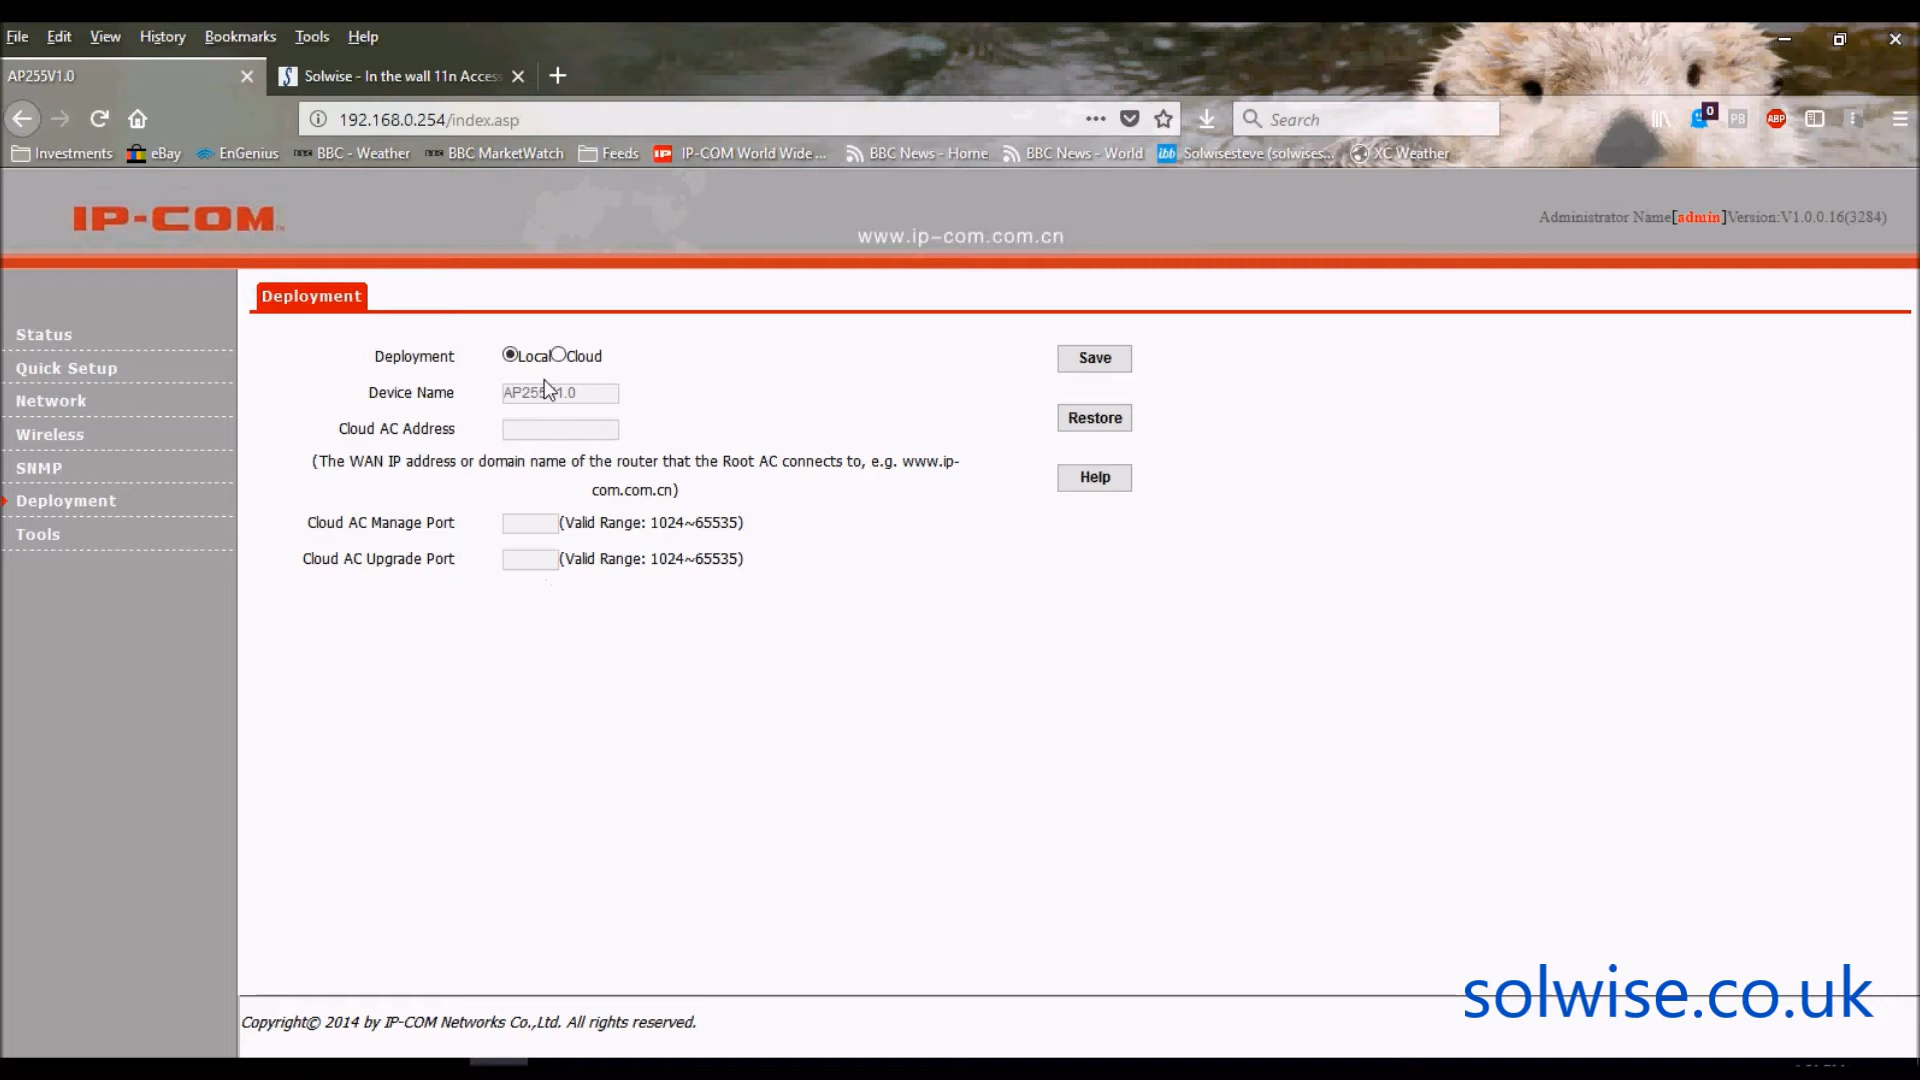 File Edit View History Bookmarks Tools Help
AP255V1.0
Solwise - In the wall 11n Acces
192.168.0.254/index.asp
Search
0
PB
ABP
Investments eBay EnGenius BBC - Weather BBC MarketWatch Feeds IP-COM World Wide ... BBC News - Home BBC News - World ibb Solwisesteve (solwises... XC Weather
IP-COM
www.ip-com.com.cn
Administrator Name[admin]Version:V1.0.0.16(3284)
Deployment
Status
Quick Setup
Network
Wireless
SNMP
Deployment
Tools
Deployment Local Cloud
Device Name AP255V1.0
Cloud AC Address
(The WAN IP address or domain name of the router that the Root AC connects to, e.g. www.ip-
com.com.cn)
Cloud AC Manage Port (Valid Range: 1024~65535)
Cloud AC Upgrade Port (Valid Range: 1024~65535)
Save
Restore
Help
solwise.co.uk
Copyright© 2014 by IP-COM Networks Co.,Ltd. All rights reserved.